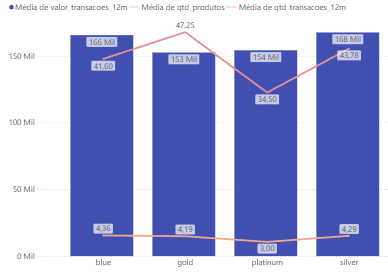 Média de valor_transacoes_12m Média de qtd_produtos Média de qtd_transacoes_12m
47,25
150 Mil
166 Mil
153 Mil
154 Mil
168 Mil
41,60
43,78
34,50
100 Mil
50 Mil
4,36
4,19
3,00
4,29
0 Mil
blue
gold
platinum
silver